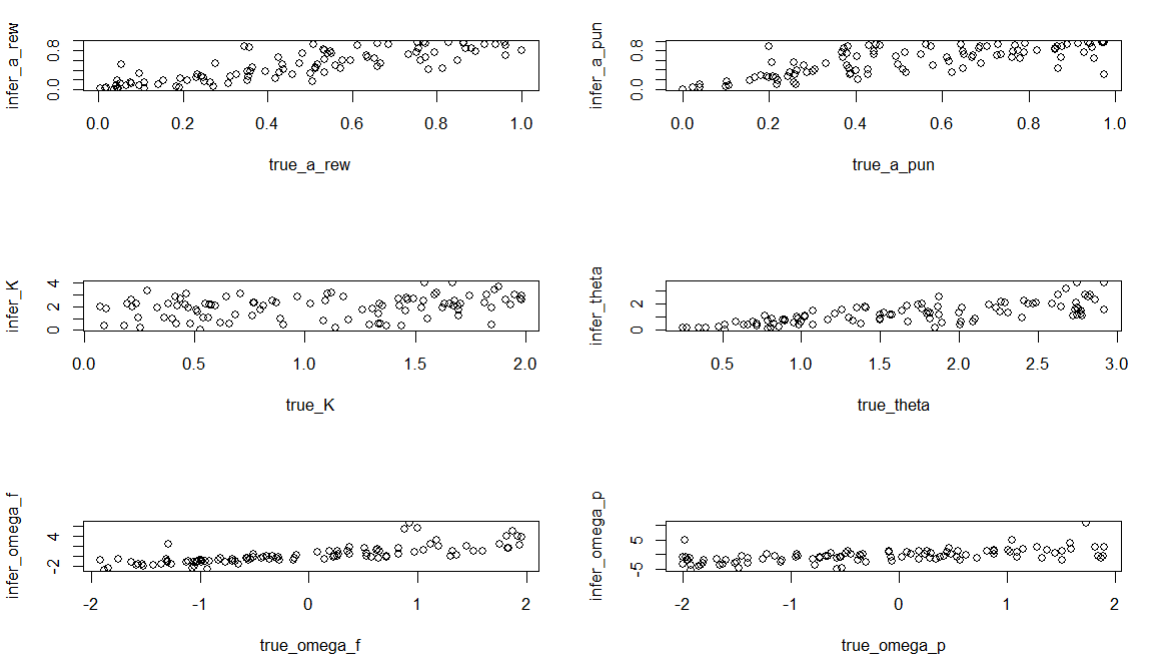 infer_a_rew
0.0 0.8
0.0 0.2 0.4 0.6 0.8 1.0
true_a_rew
infer_a_pun
0.0 0.8
0.0 0.2 0.4 0.6 0.8 1.0
true_a_pun
infer_K
0 2 4
0.0 0.5 1.0 1.5 2.0
true_K
infer_theta
0 2
0.5 1.0 1.5 2.0 2.5 3.0
true_theta
infer_omega_f
-2 4
-2 -1 0 1 2
true_omega_f
infer_omega_p
-5 5
-2 -1 0 1 2
true_omega_p